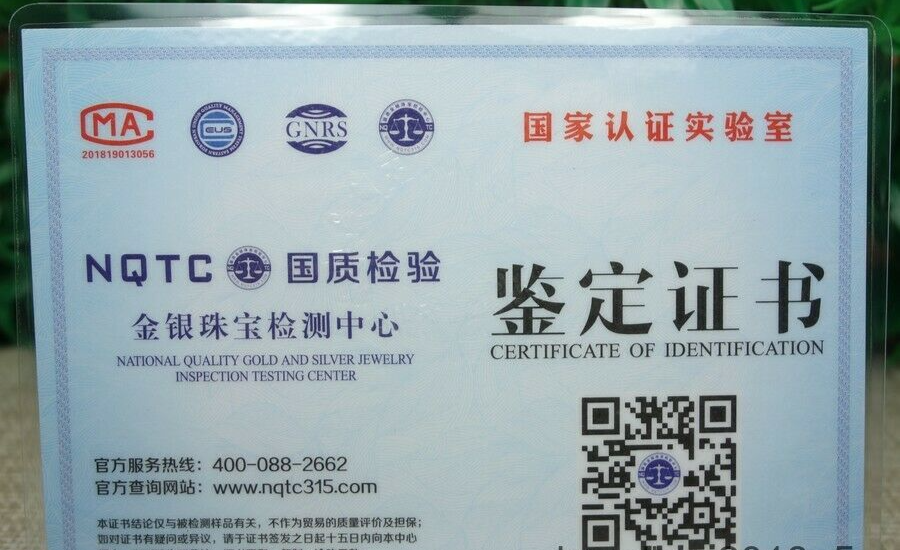 CMA
201819013056
EUS
GNRS
国家认证实验室
NQTC 国质检验
金银珠宝检测中心
NATIONAL QUALITY GOLD AND SILVER JEWELRY
INSPECTION TESTING CENTER
鉴定证书
CERTIFICATE OF IDENTIFICATION
官方服务热线：400-088-2662
官方查询网站：www.nqtc315.com
本证书结论仅与被检测样品有关，不作为贸易的质量评价及担保；
如对证书有疑问或异议，请于证书签发之日起十五日内向本中心